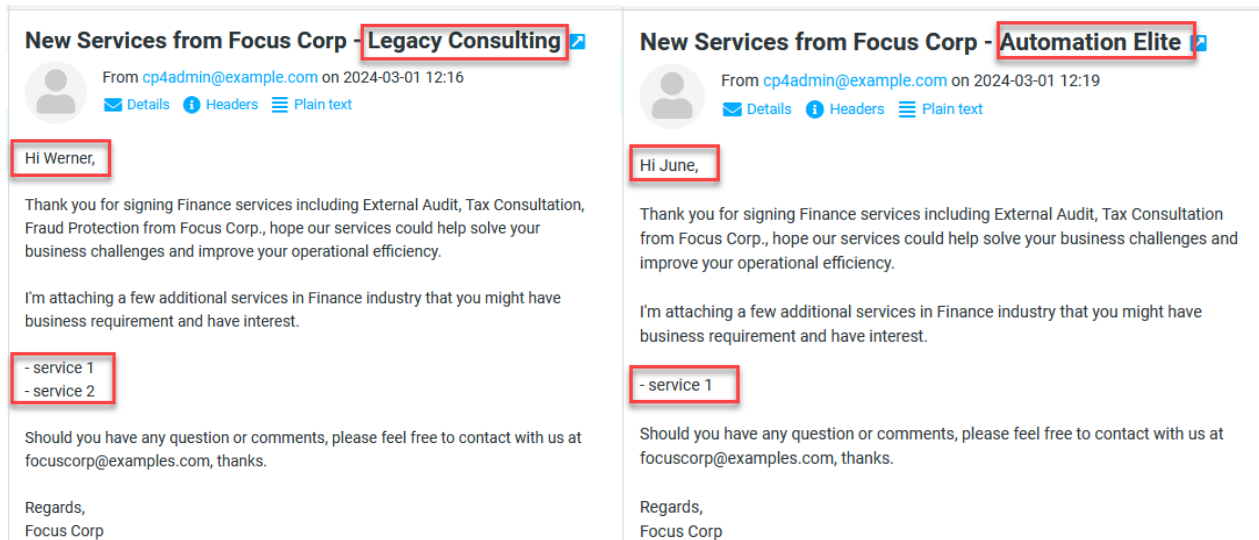 New Services from Focus Corp - Legacy Consulting
From cp4admin@example.com on 2024-03-01 12:16
Details Headers Plain text
Hi Werner,
Thank you for signing Finance services including External Audit, Tax Consultation,
Fraud Protection from Focus Corp., hope our services could help solve your
business challenges and improve your operational efficiency.
I'm attaching a few additional services in Finance industry that you might have
business requirement and have interest.
- service 1
- service 2
Should you have any question or comments, please feel free to contact with us at
focuscorp@examples.com, thanks.
Regards,
Focus Corp
New Services from Focus Corp - Automation Elite
From cp4admin@example.com on 2024-03-01 12:19
Details Headers Plain text
Hi June,
Thank you for signing Finance services including External Audit, Tax Consultation
from Focus Corp., hope our services could help solve your business challenges and
improve your operational efficiency.
I'm attaching a few additional services in Finance industry that you might have
business requirement and have interest.
- service 1
Should you have any question or comments, please feel free to contact with us at
focuscorp@examples.com, thanks.
Regards,
Focus Corp